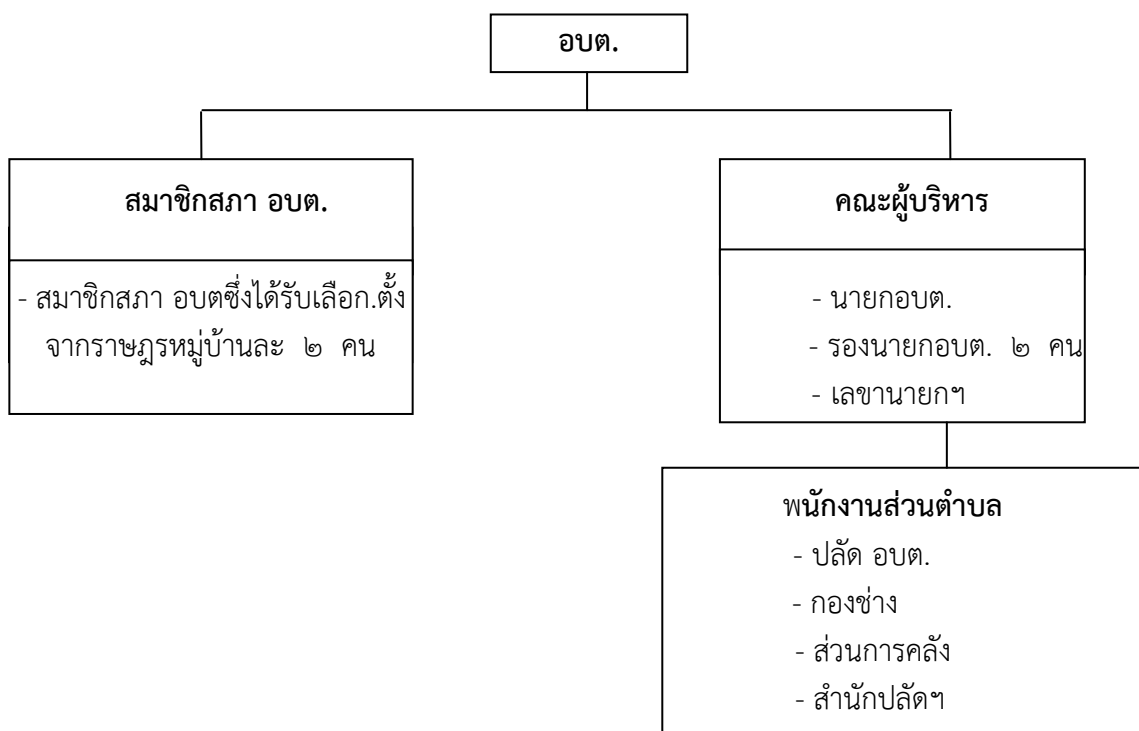 อบต.
สมาชิกสภา อบต.
- สมาชิกสภา อบตซึ่งได้รับเลือก.ตั้ง
จากราษฎรหมู่บ้านละ ๒ คน
คณะผู้บริหาร
- นายกอบต.
- รองนายกอบต. ๒ คน
- เลขานายกฯ
พนักงานส่วนตำบล
- ปลัด อบต.
- กองช่าง
- ส่วนการคลัง
- สำนักปลัดฯ